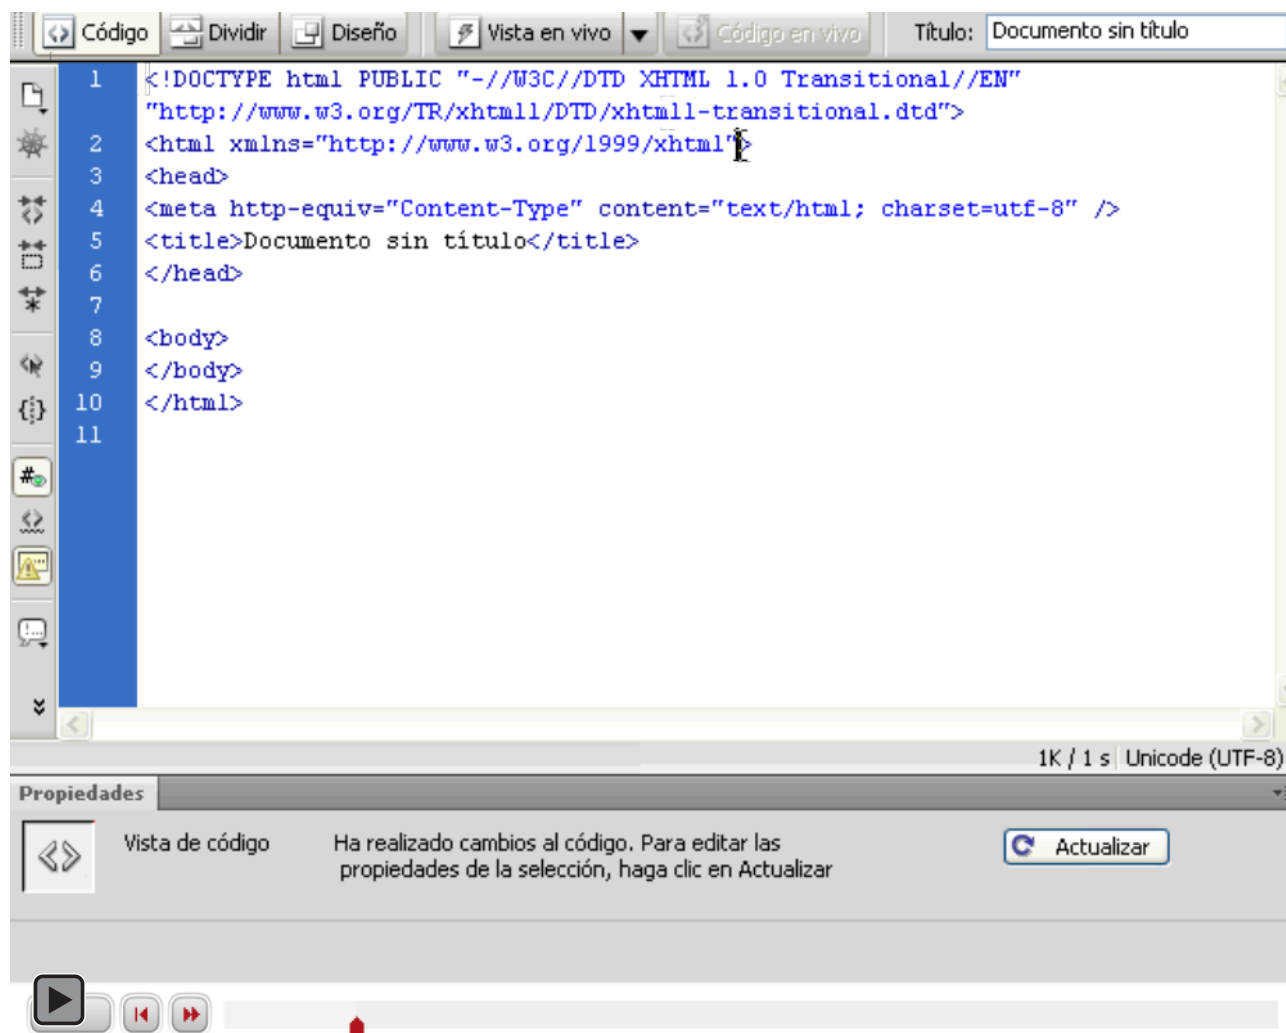 Código Dividir Diseño Vista en vivo Código en vivo Título: Documento sin título
1 <!DOCTYPE html PUBLIC "-//W3C//DTD XHTML 1.0 Transitional//EN"
"http://www.w3.org/TR/xhtml1/DTD/xhtml1-transitional.dtd">
2 <html xmlns="http://www.w3.org/1999/xhtml">
3 <head>
4 <meta http-equiv="Content-Type" content="text/html; charset=utf-8" />
5 <title>Documento sin título</title>
6 </head>
7
8 <body>
9 </body>
10 </html>
11
1K / 1 s Unicode (UTF-8)
Propiedades
Vista de código Ha realizado cambios al código. Para editar las Actualizar
propiedades de la selección, haga clic en Actualizar